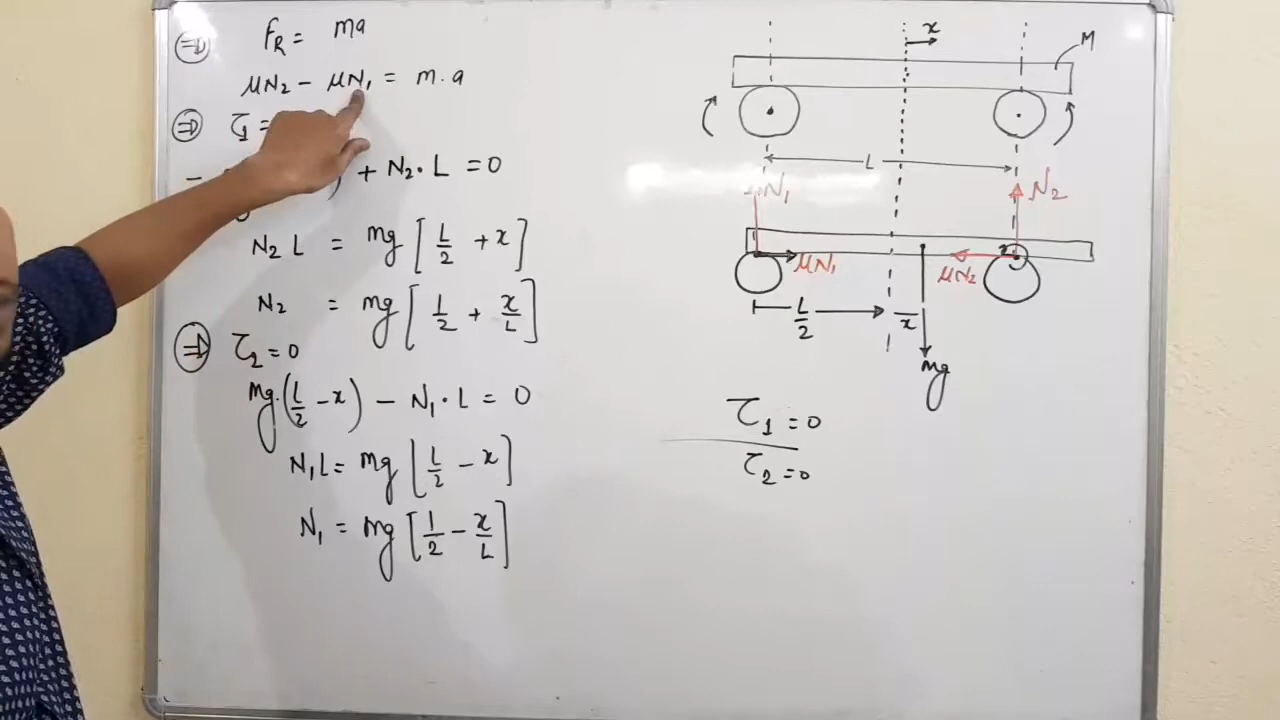 ⇒ F_R = ma
μN₂ − μN₁ = m.a
⇒ τ₁ =
−
) + N₂.L = 0
N₂ L = mg [ L/2 + x ]
N₂ = mg [ L/2 + x/L ]
⇒ τ₂ = 0
mg.( L/2 − x ) − N₁.L = 0
N₁L = mg [ L/2 − x ]
N₁ = mg [ 1/2 − x/L ]
x
M
L
N₁
N₂
μN₁
μN₂
L/2
x
mg
τ₁ = 0
τ₂ = 0